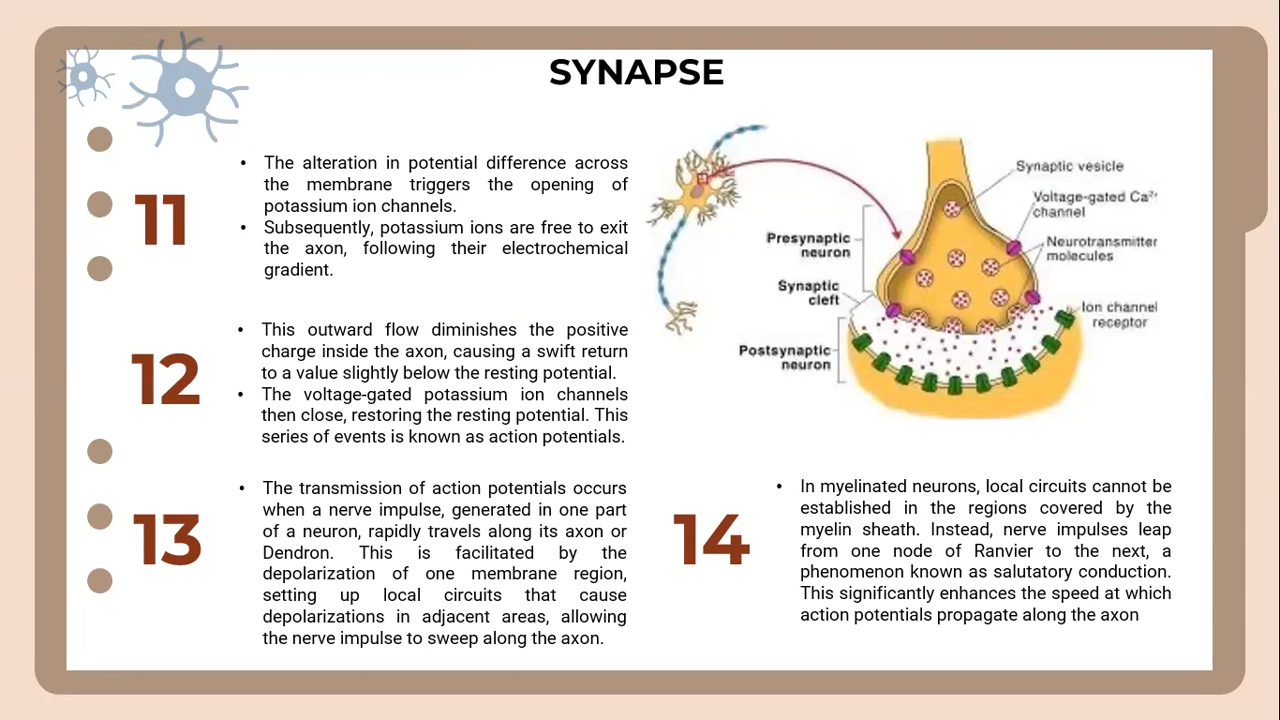 SYNAPSE
11
• The alteration in potential difference across
the membrane triggers the opening of
potassium ion channels.
• Subsequently, potassium ions are free to exit
the axon, following their electrochemical
gradient.
12
• This outward flow diminishes the positive
charge inside the axon, causing a swift return
to a value slightly below the resting potential.
• The voltage-gated potassium ion channels
then close, restoring the resting potential. This
series of events is known as action potentials.
13
• The transmission of action potentials occurs
when a nerve impulse, generated in one part
of a neuron, rapidly travels along its axon or
Dendron. This is facilitated by the
depolarization of one membrane region,
setting up local circuits that cause
depolarizations in adjacent areas, allowing
the nerve impulse to sweep along the axon.
Synaptic vesicle
Voltage-gated Ca²⁺
channel
Neurotransmitter
molecules
Presynaptic
neuron
Synaptic
cleft
Ion channel
receptor
Postsynaptic
neuron
14
• In myelinated neurons, local circuits cannot be
established in the regions covered by the
myelin sheath. Instead, nerve impulses leap
from one node of Ranvier to the next, a
phenomenon known as salutatory conduction.
This significantly enhances the speed at which
action potentials propagate along the axon